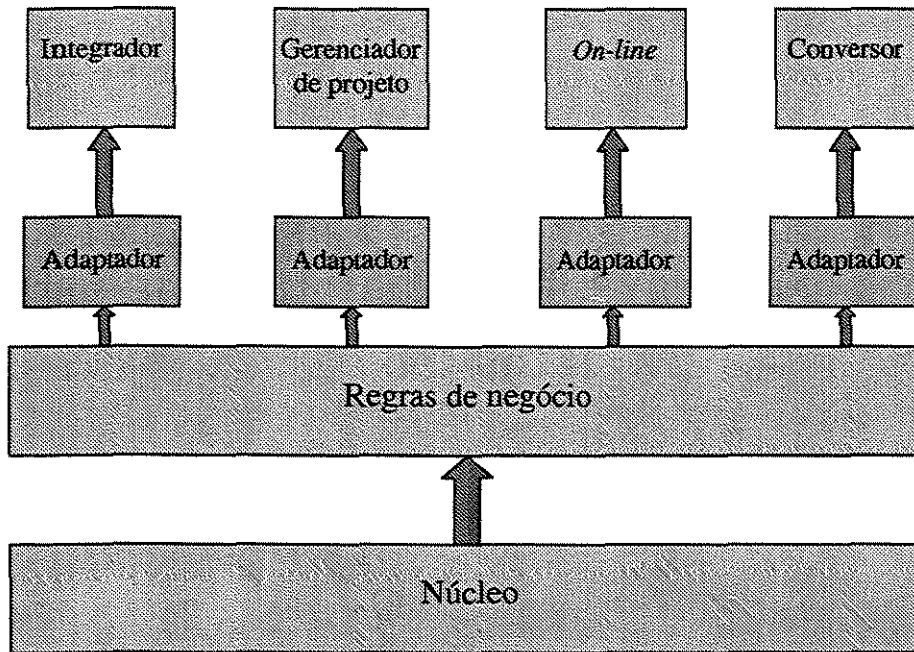 Integrador
Gerenciador
de projeto
On-line
Conversor
Adaptador
Adaptador
Adaptador
Adaptador
Regras de negócio
Núcleo